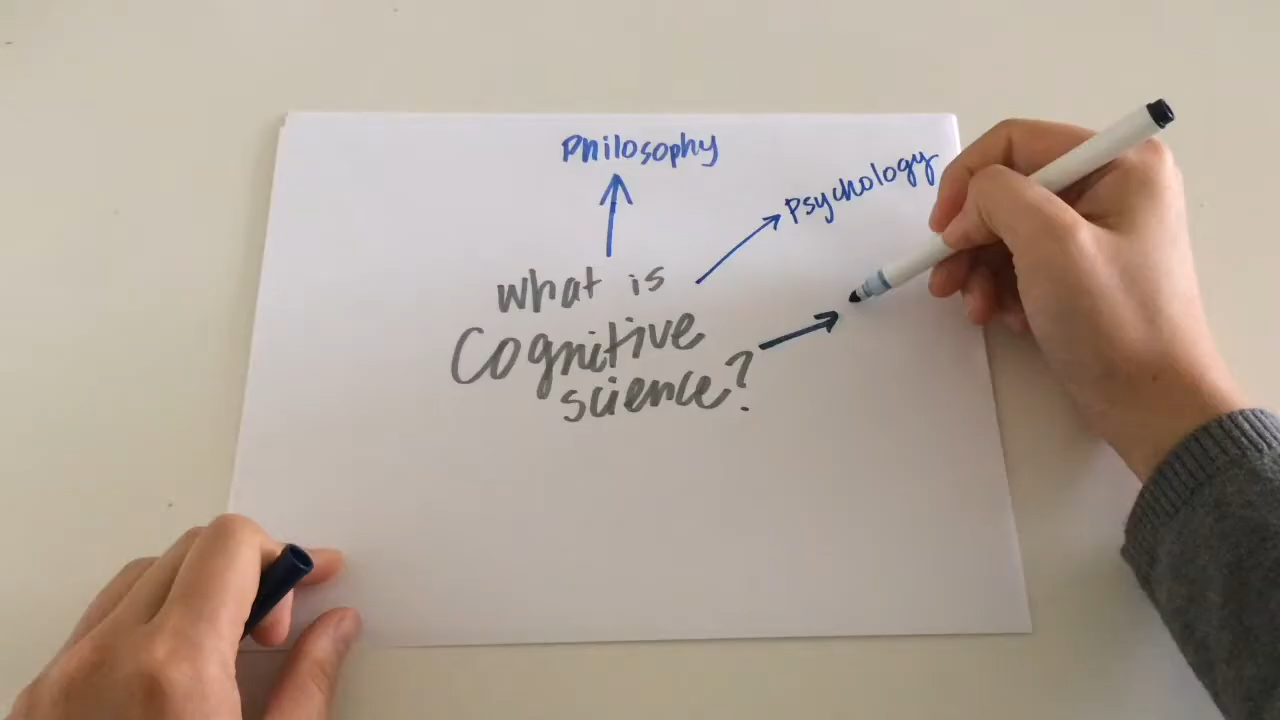 Philosophy
Psychology
what is
Cognitive
science?